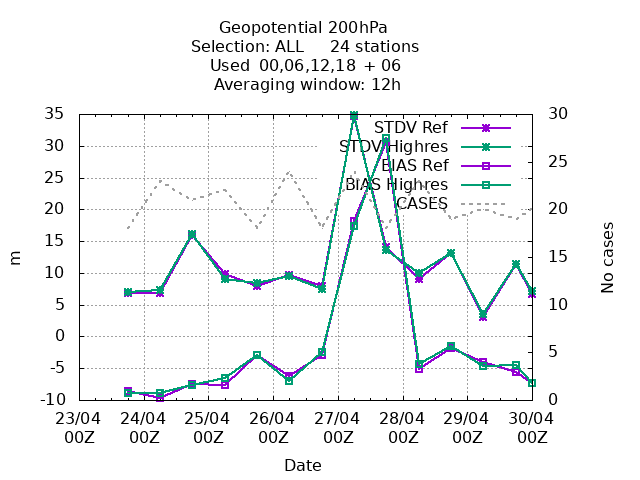 Geopotential 200hPa
Selection: ALL 24 stations
Used 00,06,12,18 + 06
Averaging window: 12h
35 30
STDV Ref
30 STDV Highres
25
BIAS Ref
25 BIAS Highres
20 20
CASES
15 15
10
5 10
0
5
-5
-10 0
m
No cases
23/04 24/04 25/04 26/04 27/04 28/04 29/04 30/04
00Z 00Z 00Z 00Z 00Z 00Z 00Z 00Z
Date